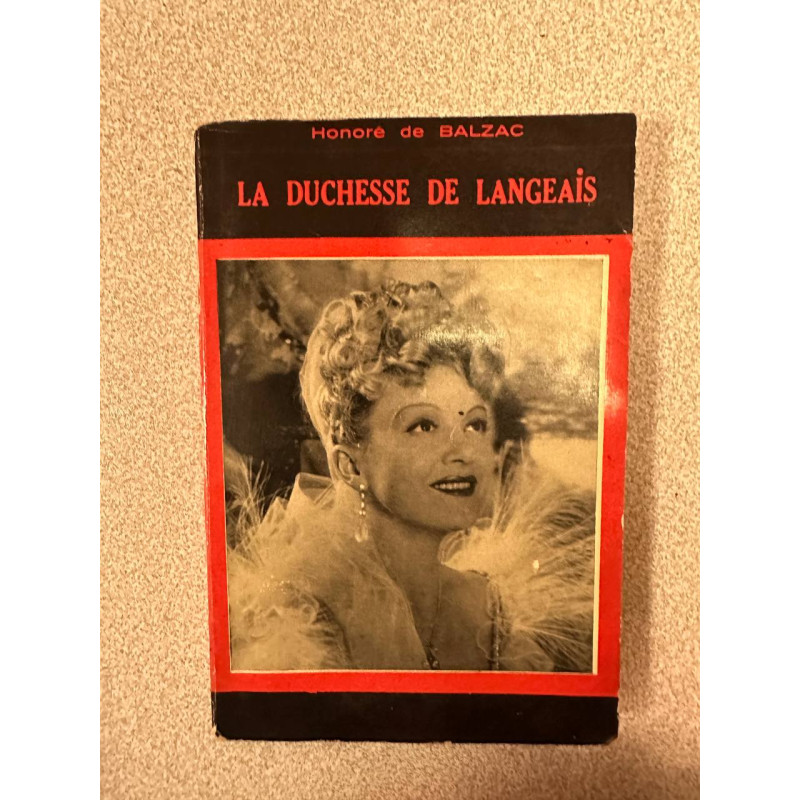 Honoré de BALZAC
LA DUCHESSE DE LANGEAiS